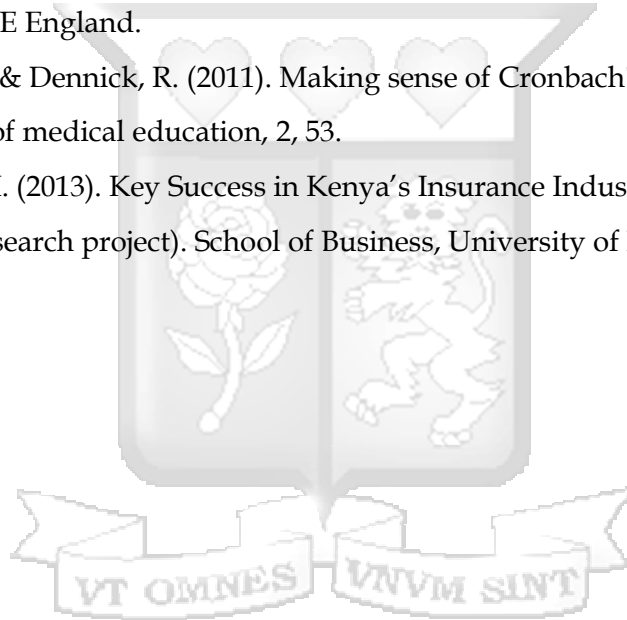 E England.
& Dennick, R. (2011). Making sense of Cronbach'
of medical education, 2, 53.
. (2013). Key Success in Kenya's Insurance Indus
search project). School of Business, University of
VT OMNES VNVM SINT